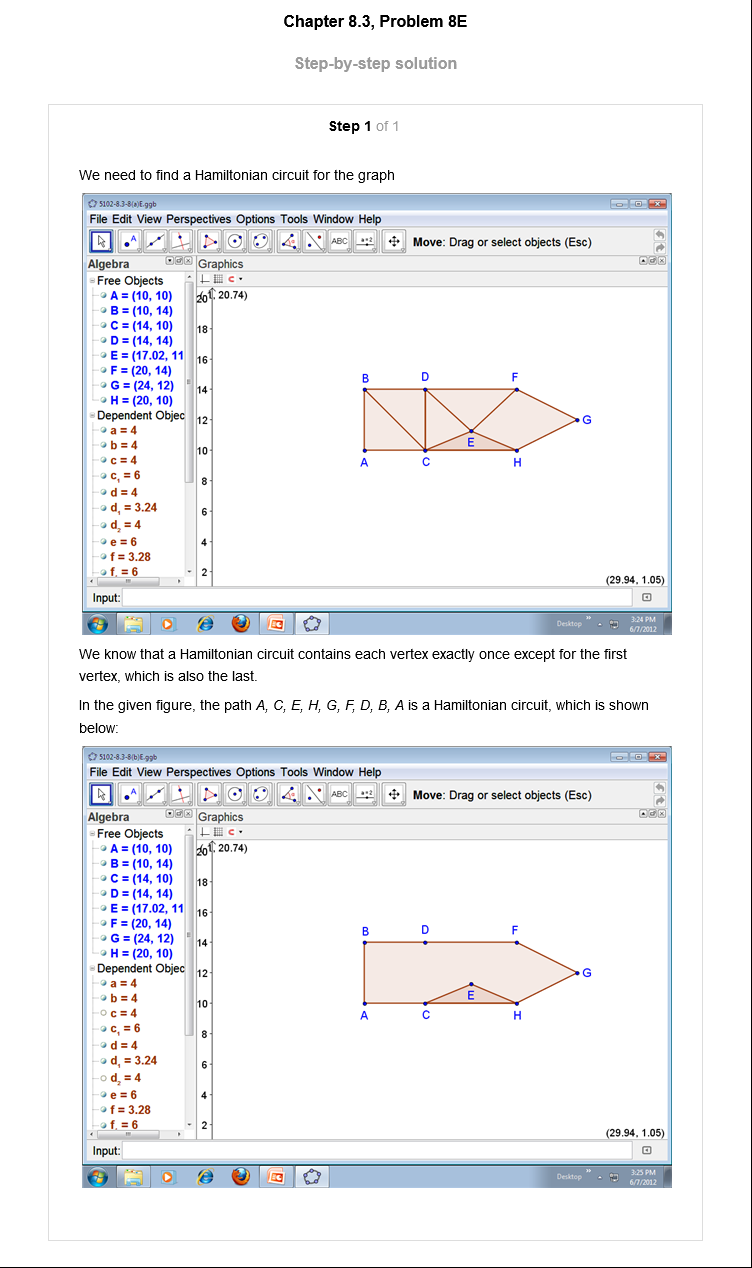 Chapter 8.3, Problem 8E
Step-by-step solution
Step 1 of 1
We need to find a Hamiltonian circuit for the graph
5102-8.3-8(a)E.ggb
File Edit View Perspectives Options Tools Window Help
A
ABC
a=2
Move: Drag or select objects (Esc)
Algebra
Graphics
Free Objects
A = (10, 10)
B = (10, 14)
C = (14, 10)
D = (14, 14)
E = (17.02, 11
F = (20, 14)
G = (24, 12)
H = (20, 10)
Dependent Objec
a = 4
b = 4
c = 4
c₁ = 6
d = 4
d₁ = 3.24
d₂ = 4
e = 6
f = 3.28
f₁ = 6
20
20.74)
18
16
14
12
10
8
6
4
2
B
D
F
G
E
A
C
H
(29.94, 1.05)
Input:
Desktop
3:24 PM
6/7/2012
We know that a Hamiltonian circuit contains each vertex exactly once except for the first
vertex, which is also the last.
In the given figure, the path A, C, E, H, G, F, D, B, A is a Hamiltonian circuit, which is shown
below:
5102-8.3-8(b)E.ggb
File Edit View Perspectives Options Tools Window Help
A
ABC
a=2
Move: Drag or select objects (Esc)
Algebra
Graphics
Free Objects
A = (10, 10)
B = (10, 14)
C = (14, 10)
D = (14, 14)
E = (17.02, 11
F = (20, 14)
G = (24, 12)
H = (20, 10)
Dependent Objec
a = 4
b = 4
c = 4
c₁ = 6
d = 4
d₁ = 3.24
d₂ = 4
e = 6
f = 3.28
f₁ = 6
20
20.74)
18
16
14
12
10
8
6
4
2
B
D
F
G
E
A
C
H
(29.94, 1.05)
Input:
Desktop
3:25 PM
6/7/2012